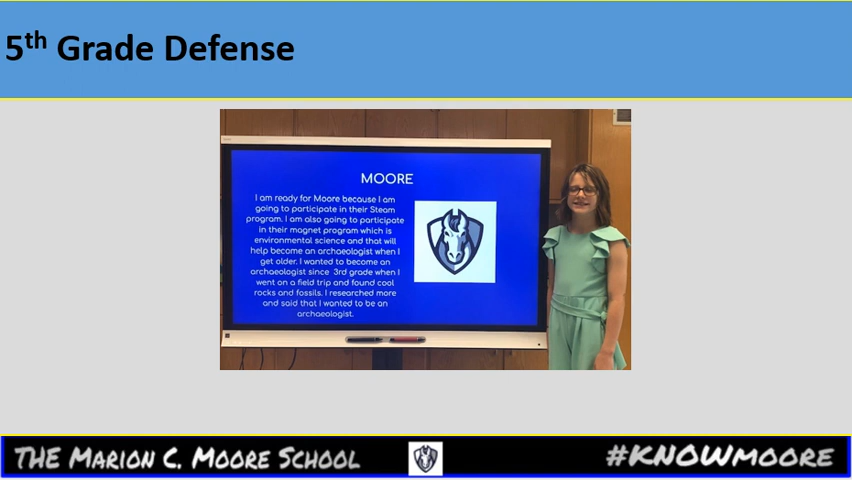 5th Grade Defense
MOORE
I am ready for Moore because I am
going to participate in their Steam
program. I am also going to participate
in their magnet program which is
environmental science and that will
help become an archaeologist when I
get older. I wanted to become an
archaeologist since 3rd grade when I
went on a field trip and found cool
rocks and fossils. I researched more
and said that I wanted to be an
archaeologist.
THE MARION C. MOORE SCHOOL
#KNOWMOORE